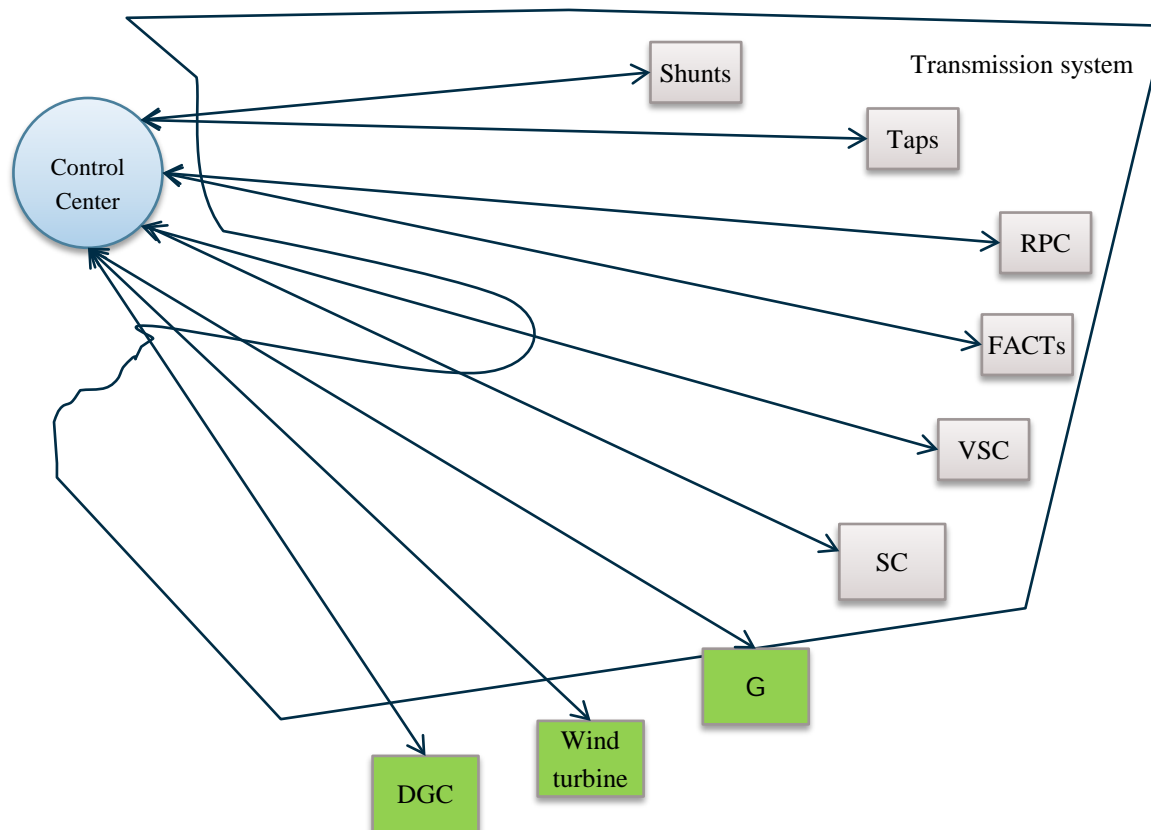 Shunts
Transmission system
Taps
Control
Center
RPC
FACTs
VSC
SC
G
Wind
turbine
DGC